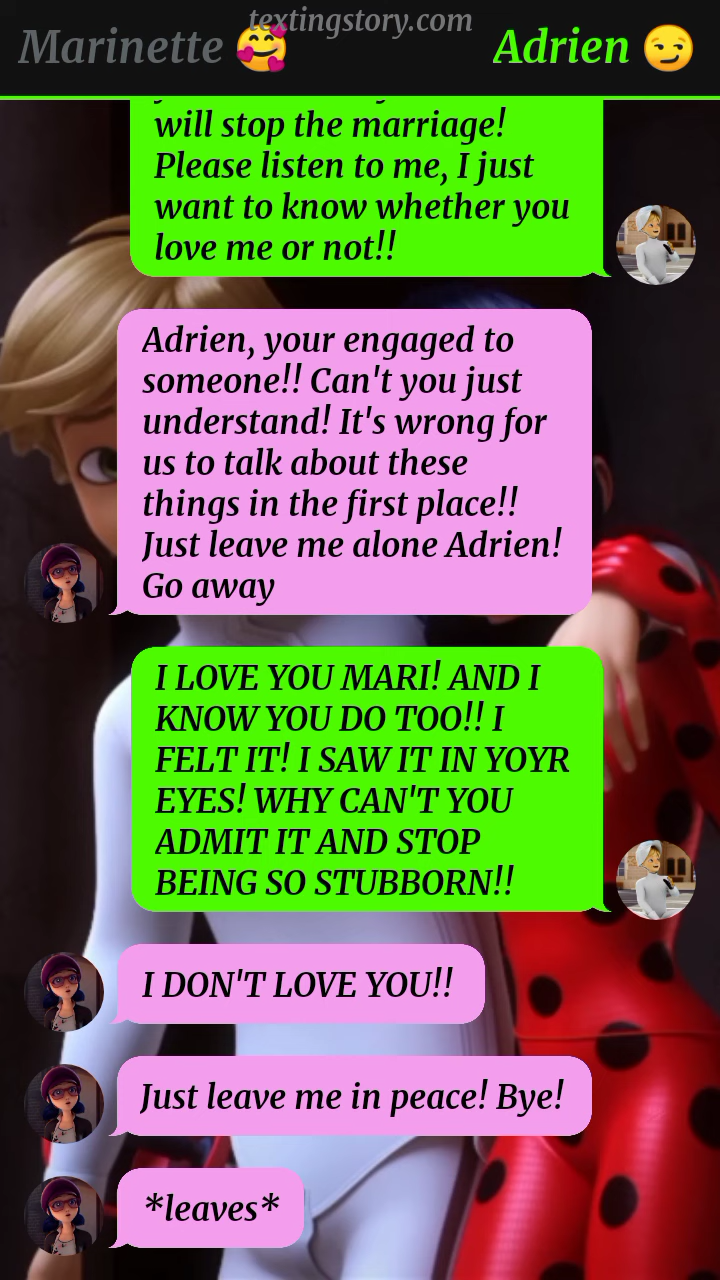 textingstory.com
Marinette 🥰
Adrien 😏
will stop the marriage!
Please listen to me, I just
want to know whether you
love me or not!!
Adrien, your engaged to
someone!! Can't you just
understand! It's wrong for
us to talk about these
things in the first place!!
Just leave me alone Adrien!
Go away
I LOVE YOU MARI! AND I
KNOW YOU DO TOO!! I
FELT IT! I SAW IT IN YOYR
EYES! WHY CAN'T YOU
ADMIT IT AND STOP
BEING SO STUBBORN!!
I DON'T LOVE YOU!!
Just leave me in peace! Bye!
*leaves*